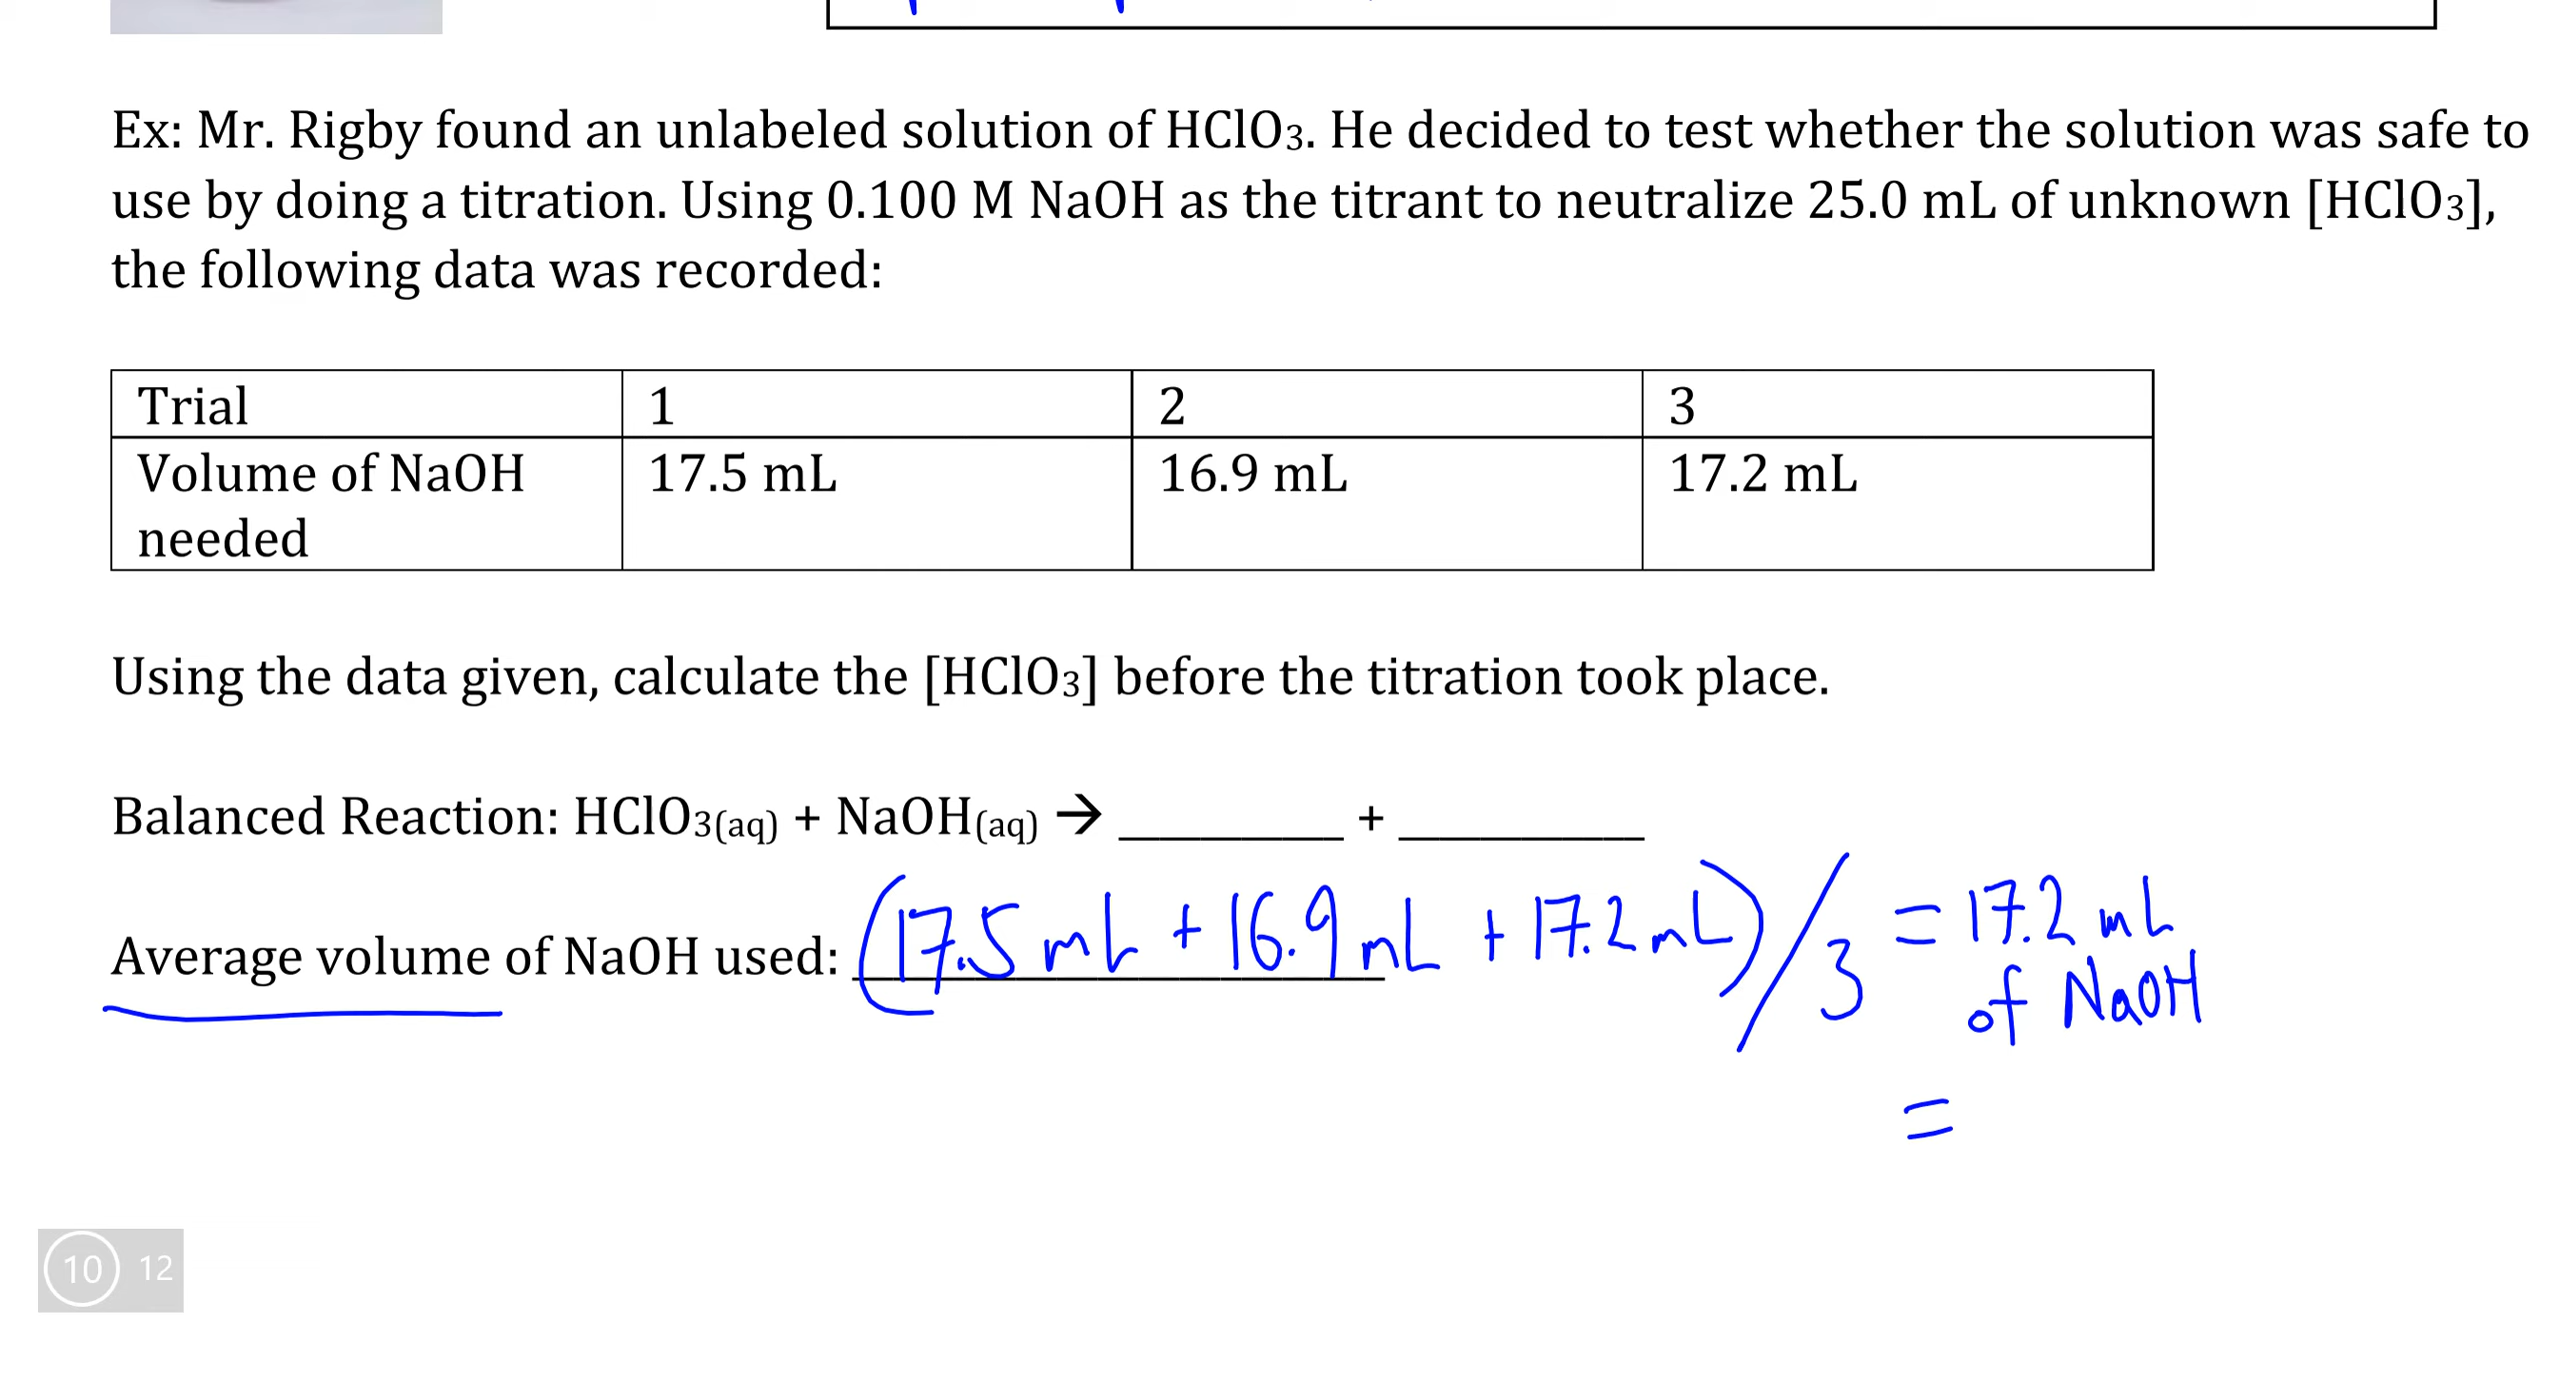 Ex: Mr. Rigby found an unlabeled solution of HClO3. He decided to test whether the solution was safe to
use by doing a titration. Using 0.100 M NaOH as the titrant to neutralize 25.0 mL of unknown [HClO3],
the following data was recorded:
Trial 1 2 3
Volume of NaOH needed 17.5 mL 16.9 mL 17.2 mL
Using the data given, calculate the [HClO3] before the titration took place.
Balanced Reaction: HClO3(aq) + NaOH(aq) → __________ + __________
Average volume of NaOH used: (17.5 mL + 16.9 mL + 17.2 mL) / 3 = 17.2 mL
of NaOH
=
10 12